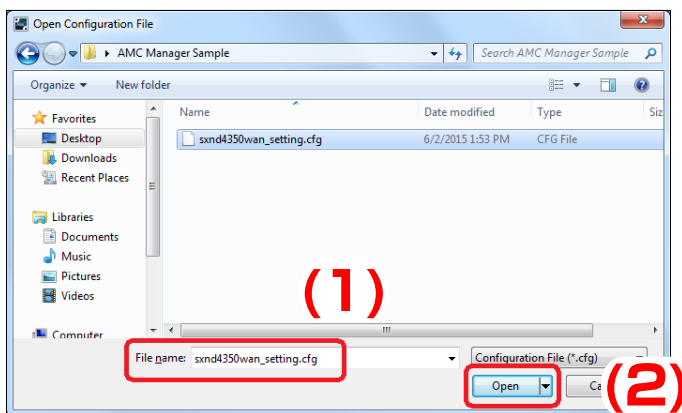 Open Configuration File
AMC Manager Sample
Search AMC Manager Sample
Organize
New folder
Name
Date modified
Type
Siz
Favorites
Desktop
Downloads
Recent Places
Libraries
Documents
Music
Pictures
Videos
Computer
sxnd4350wan_setting.cfg
6/2/2015 1:53 PM
CFG File
(1)
File name:
sxnd4350wan_setting.cfg
Configuration File (*.cfg)
Open
Ca
(2)